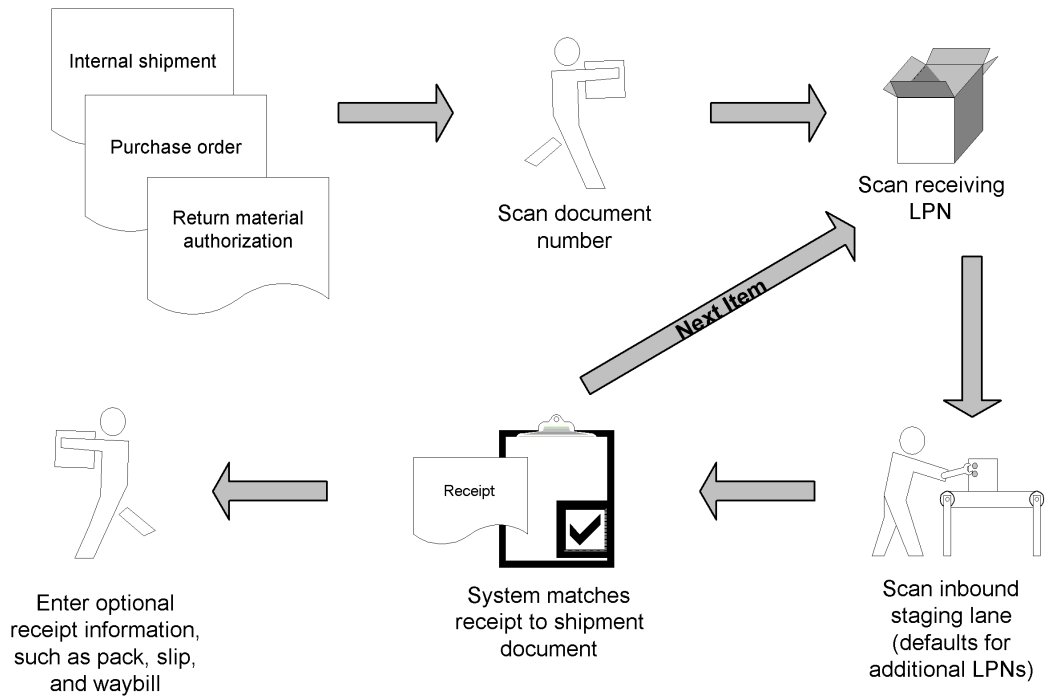 Internal shipment
Purchase order
Return material
authorization
Scan document
number
Scan receiving
LPN
Next Item
Scan inbound
staging lane
(defaults for
additional LPNs)
Receipt
System matches
receipt to shipment
document
Enter optional
receipt information,
such as pack, slip,
and waybill